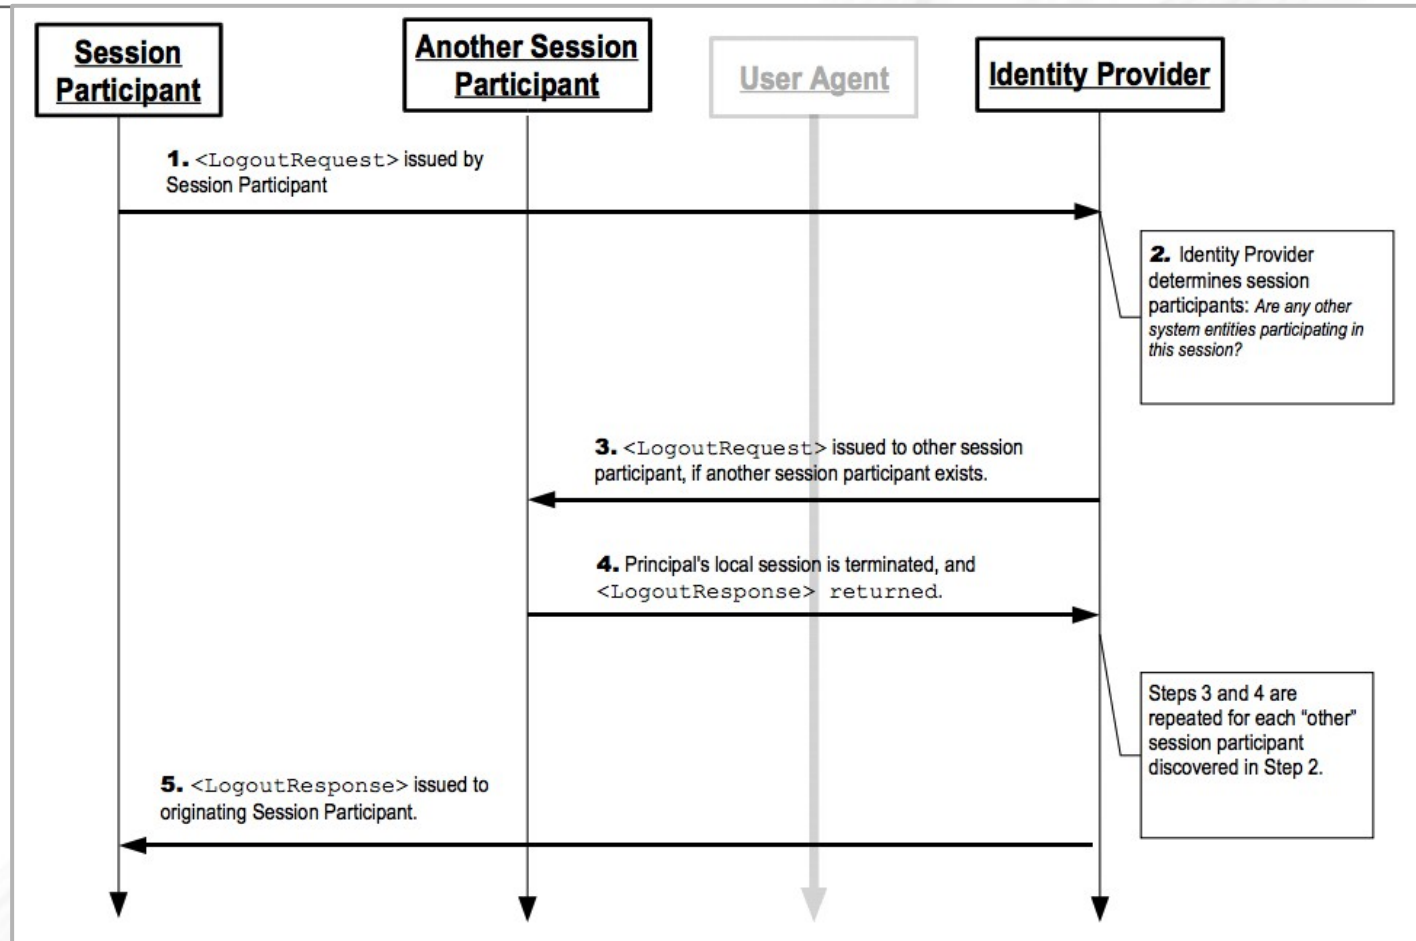 Session
Participant
Another Session
Participant
User Agent
Identity Provider
1. <LogoutRequest> issued by
Session Participant
2. Identity Provider
determines session
participants: Are any other
system entities participating in
this session?
3. <LogoutRequest> issued to other session
participant, if another session participant exists.
4. Principal's local session is terminated, and
<LogoutResponse> returned.
Steps 3 and 4 are
repeated for each “other”
session participant
discovered in Step 2.
5. <LogoutResponse> issued to
originating Session Participant.